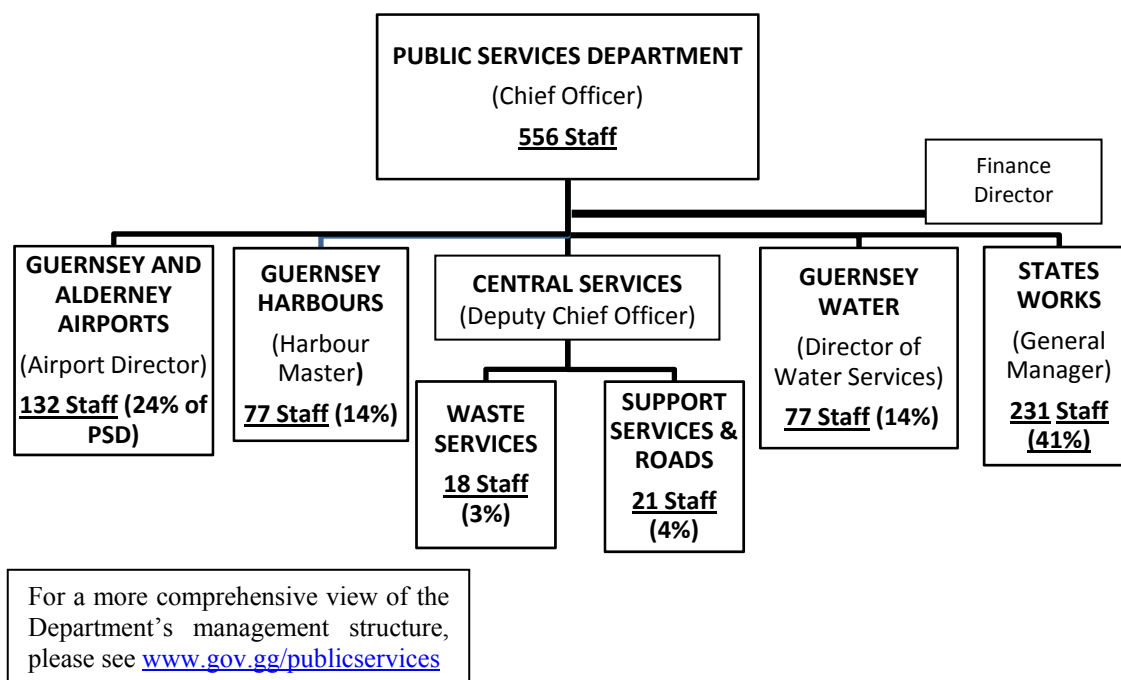 PUBLIC SERVICES DEPARTMENT
(Chief Officer)
556 Staff
Finance
Director
GUERNSEY AND
ALDERNEY
AIRPORTS
(Airport Director)
132 Staff (24% of
PSD)
GUERNSEY
HARBOURS
(Harbour
Master)
77 Staff (14%)
CENTRAL SERVICES
(Deputy Chief Officer)
WASTE
SERVICES
18 Staff
(3%)
SUPPORT
SERVICES &
ROADS
21 Staff
(4%)
GUERNSEY
WATER
(Director of
Water Services)
77 Staff (14%)
STATES
WORKS
(General
Manager)
231 Staff
(41%)
For a more comprehensive view of the
Department’s management structure,
please see www.gov.gg/publicservices